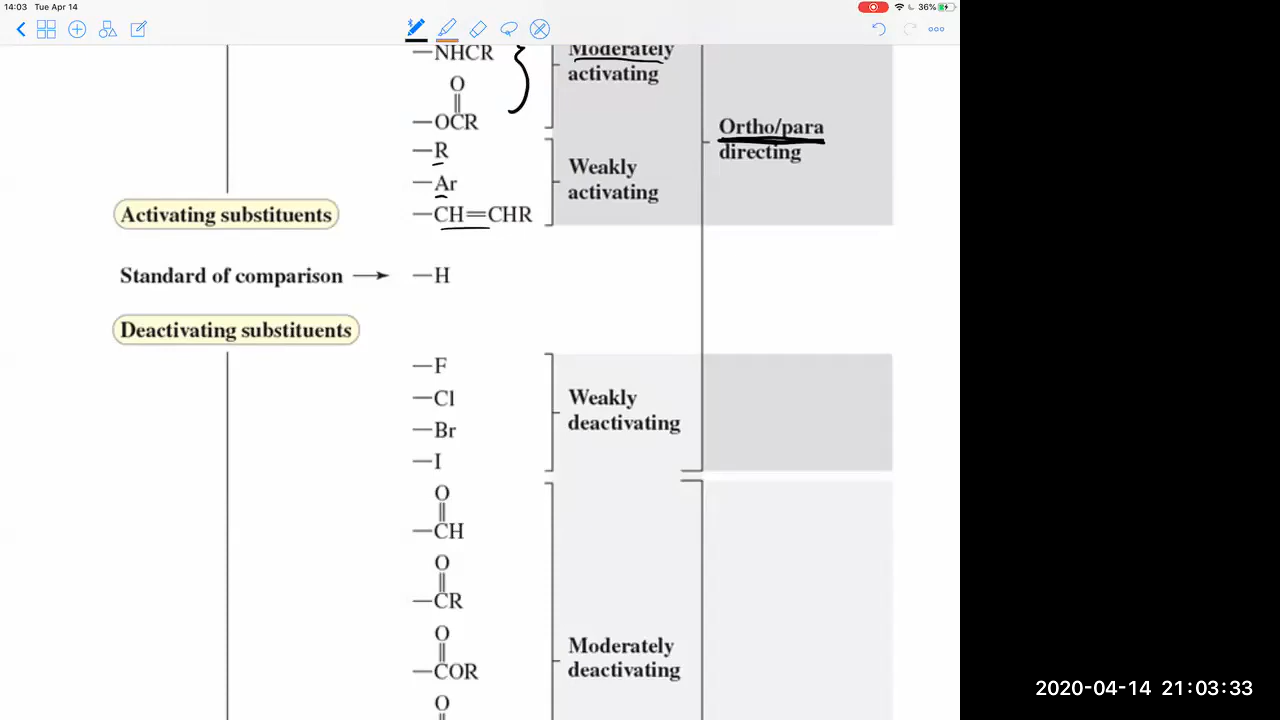 14:03 Tue Apr 14
36%
—NHCR
Moderately
activating
O
—OCR
Ortho/para
directing
—R
—Ar
—CH=CHR
Weakly
activating
Activating substituents
Standard of comparison → —H
Deactivating substituents
—F
—Cl
—Br
—I
Weakly
deactivating
O
—CH
O
—CR
O
—COR
Moderately
deactivating
O
2020-04-14 21:03:33